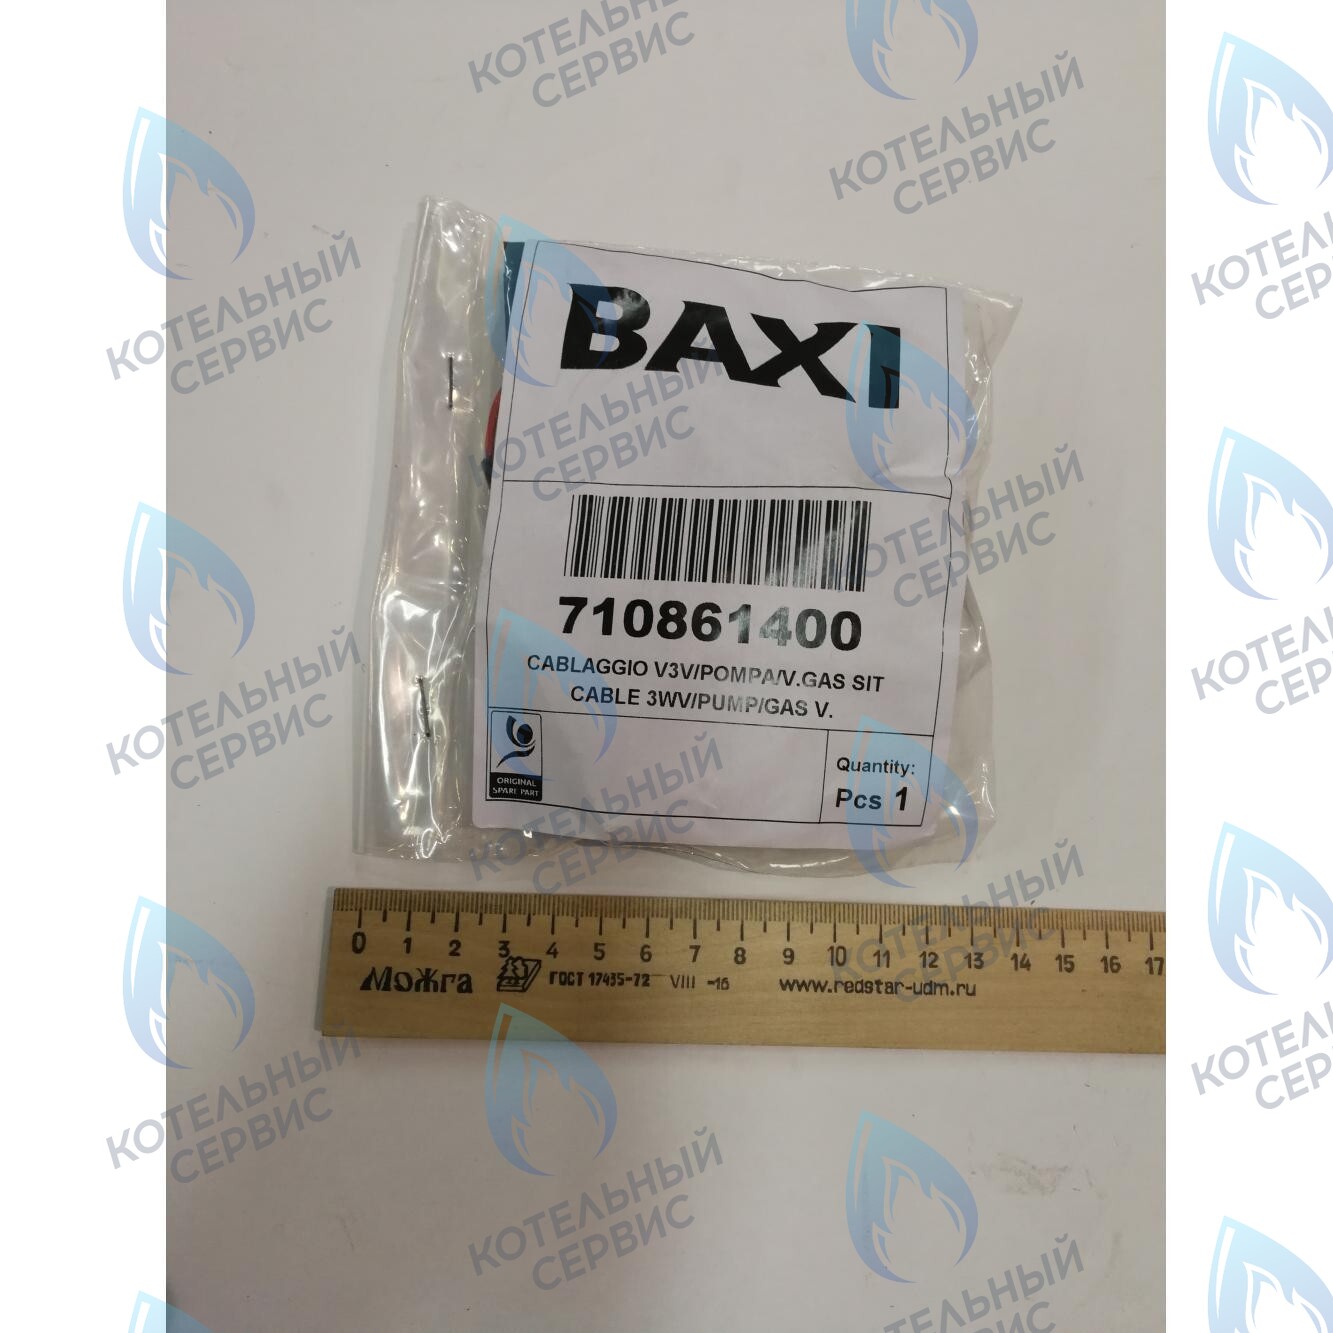 BAXI
710861400
CABLAGGIO V3V/POMPA/V.GAS SIT
CABLE 3WV/PUMP/GAS V.
ORIGINAL
SPARE PART
Quantity:
Pcs 1
0 1 2 3 4 5 6 7 8 9 10 11 12 13 14 15 16 17
Можга ГОСТ 17435-72 VIII -16 www.redstar-udm.ru
КОТЕЛЬНЫЙ
СЕРВИС